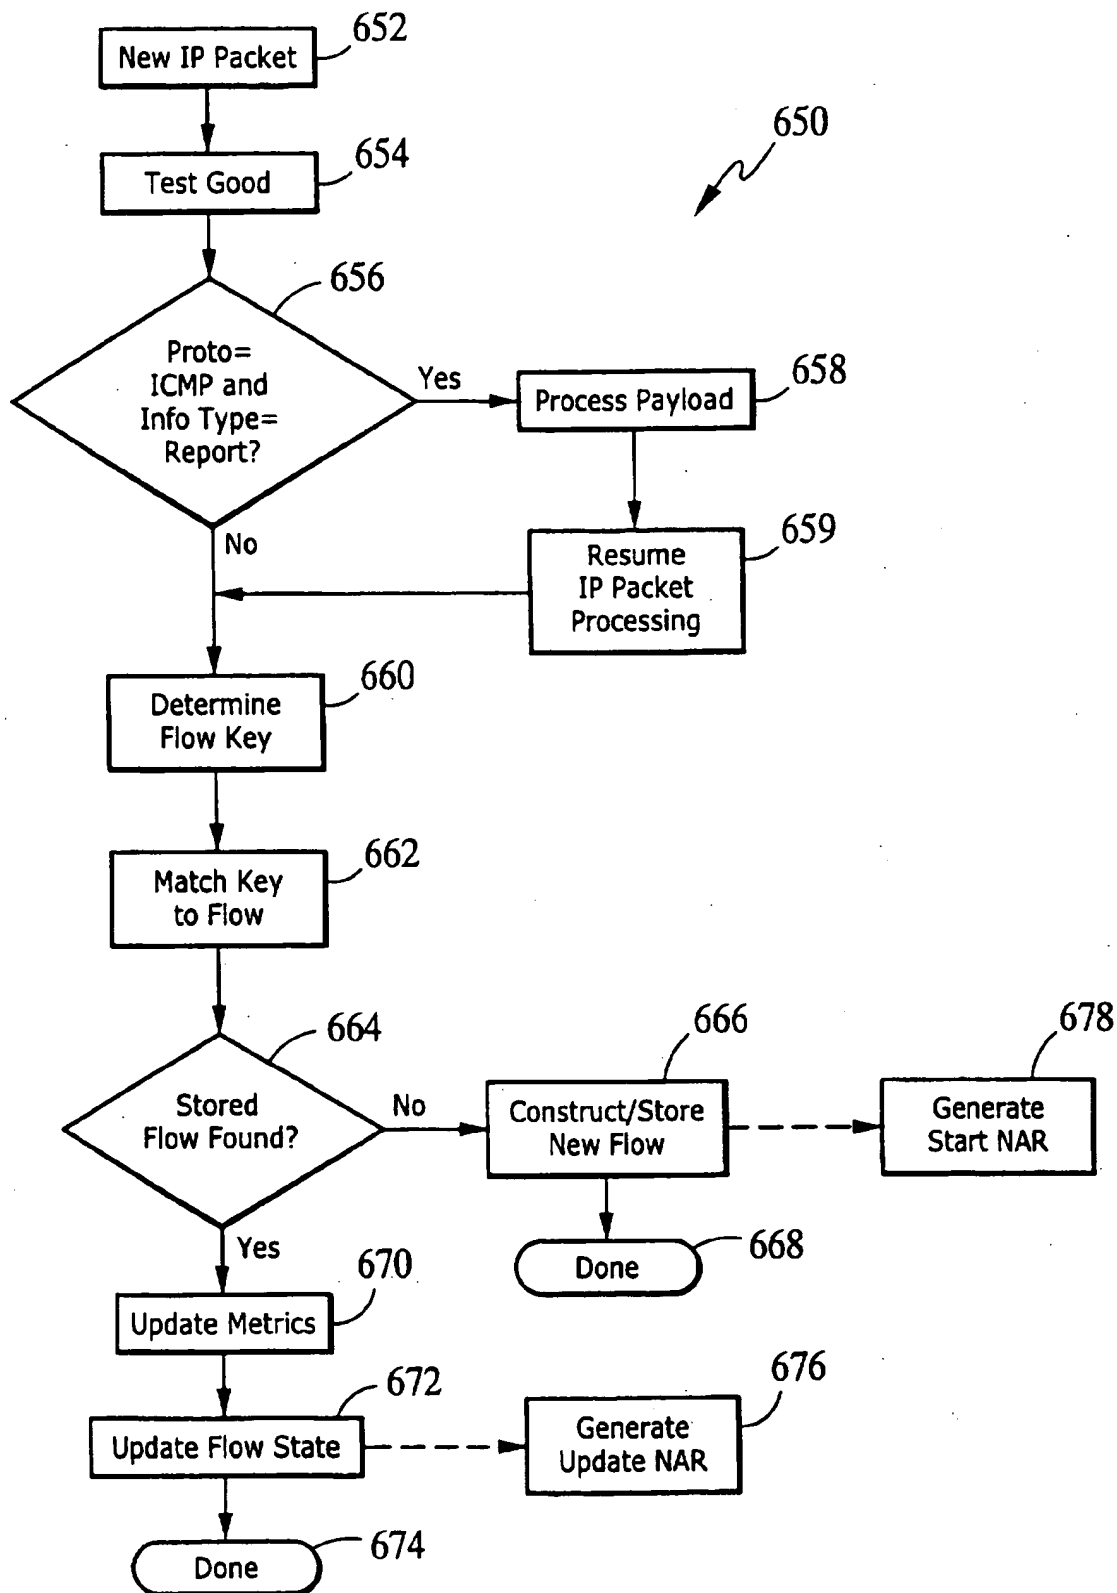 652
New IP Packet
650
654
Test Good
656
Proto=
ICMP and
Info Type=
Report?
Yes
658
Process Payload
No
659
Resume
IP Packet
Processing
660
Determine
Flow Key
662
Match Key
to Flow
664
Stored
Flow Found?
No
666
Construct/Store
New Flow
678
Generate
Start NAR
Yes
668
Done
670
Update Metrics
672
Update Flow State
676
Generate
Update NAR
674
Done